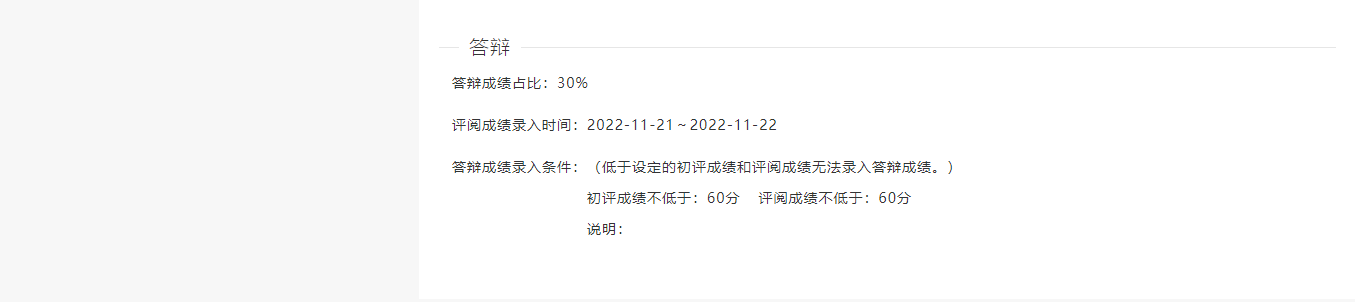 答辩
答辩成绩占比：30%
评阅成绩录入时间：2022-11-21～2022-11-22
答辩成绩录入条件：（低于设定的初评成绩和评阅成绩无法录入答辩成绩。）
初评成绩不低于：60分 评阅成绩不低于：60分
说明：